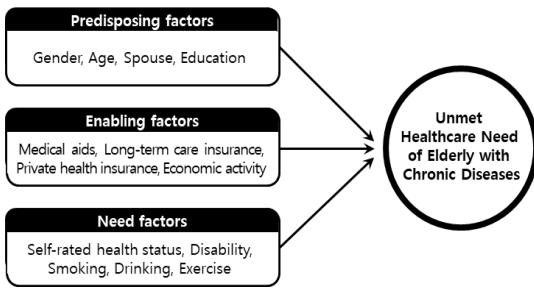 Predisposing factors
Gender, Age, Spouse, Education
Enabling factors
Medical aids, Long-term care insurance,
Private health insurance, Economic activity
Need factors
Self-rated health status, Disability,
Smoking, Drinking, Exercise
Unmet
Healthcare Need
of Elderly with
Chronic Diseases